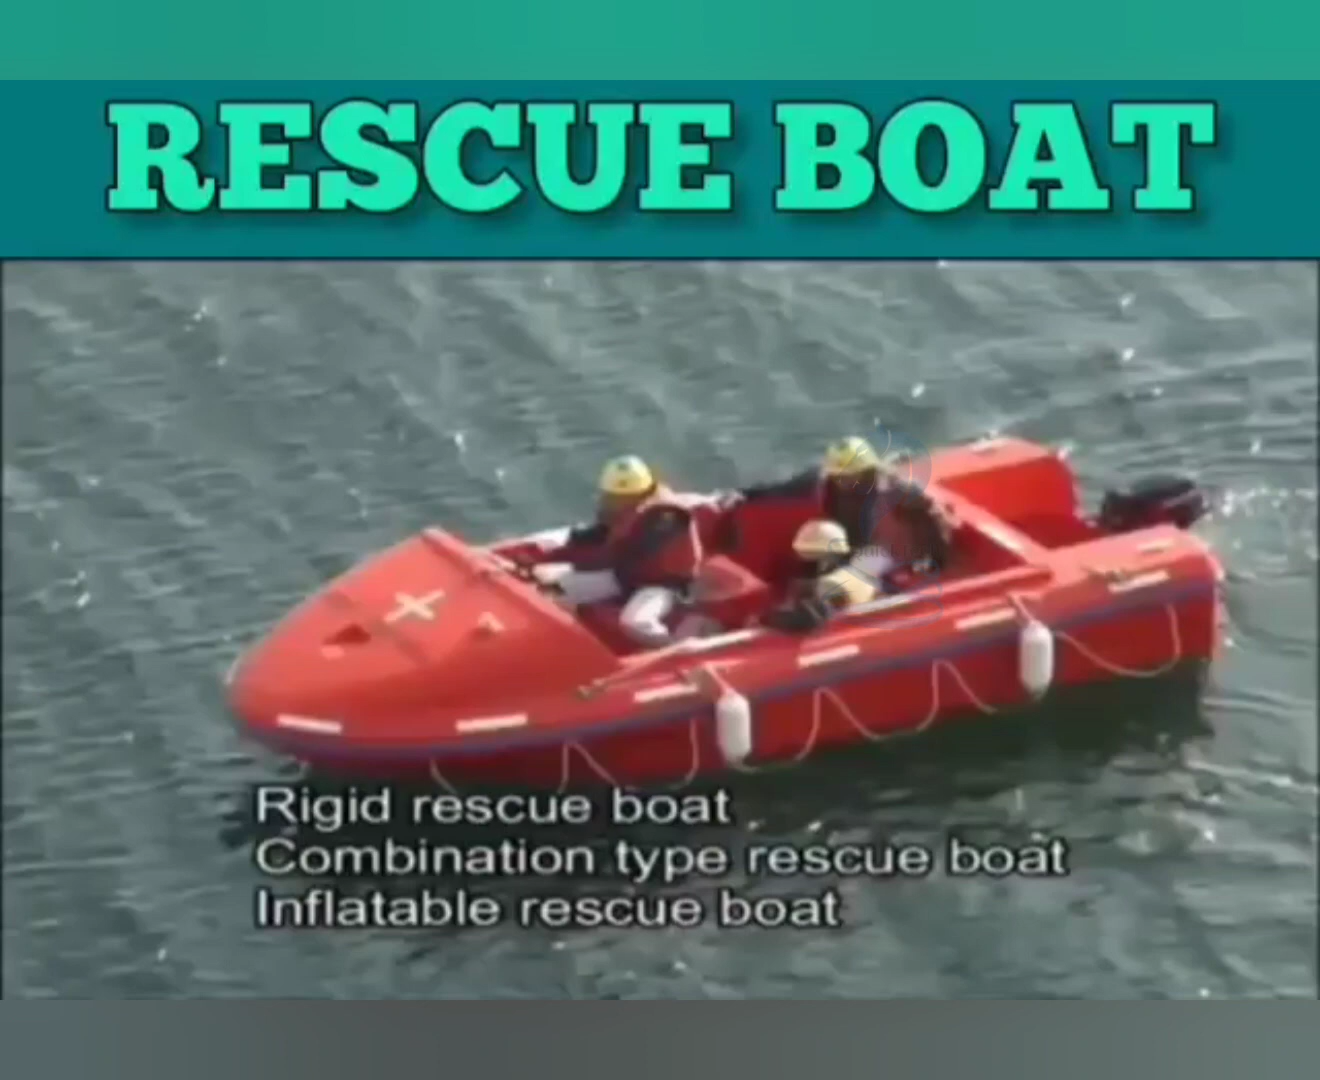 RESCUE BOAT
Rigid rescue boat
Combination type rescue boat
Inflatable rescue boat